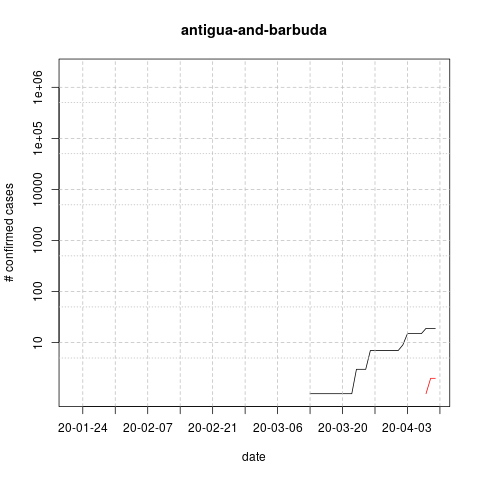 antigua-and-barbuda
# confirmed cases
1e+06
1e+05
10000
1000
100
10
20-01-24 20-02-07 20-02-21 20-03-06 20-03-20 20-04-03
date